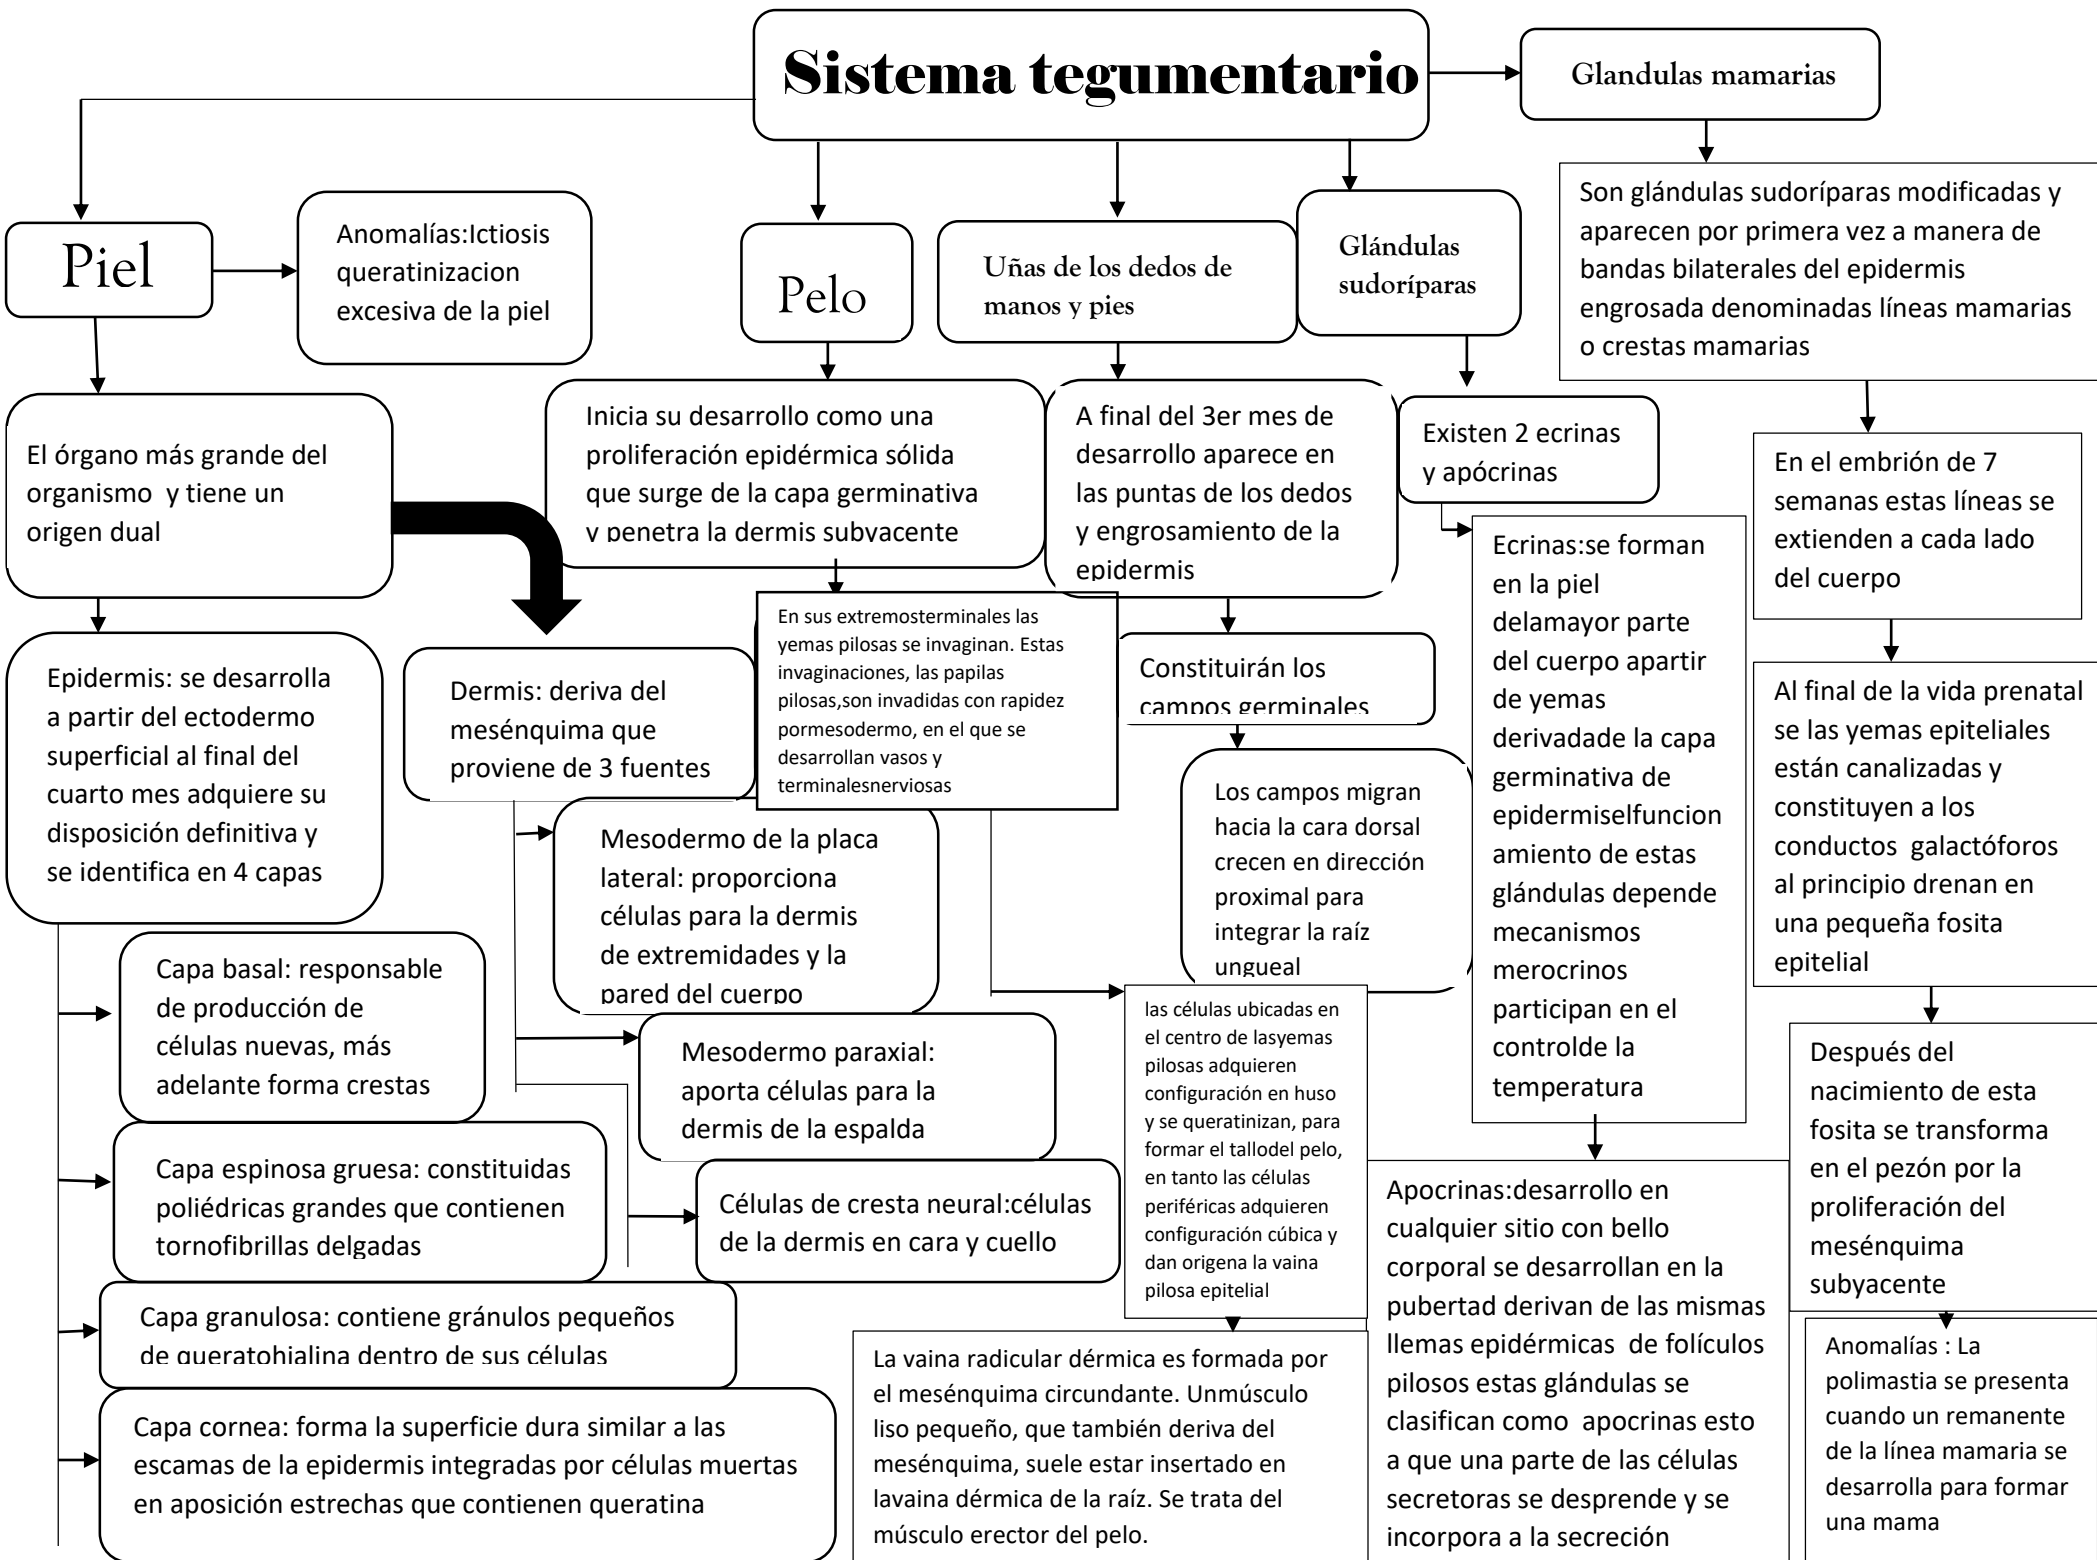 Sistema tegumentario
Glandulas mamarias
Piel
Anomalías:Ictiosis
queratinizacion
excesiva de la piel
Pelo
Uñas de los dedos de
manos y pies
Glándulas
sudoríparas
Son glándulas sudoríparas modificadas y
aparecen por primera vez a manera de
bandas bilaterales del epidermis
engrosada denominadas líneas mamarias
o crestas mamarias
El órgano más grande del
organismo y tiene un
origen dual
Inicia su desarrollo como una
proliferación epidérmica sólida
que surge de la capa germinativa
y penetra la dermis subyacente
A final del 3er mes de
desarrollo aparece en
las puntas de los dedos
y engrosamiento de la
epidermis
Existen 2 ecrinas
y apócrinas
En el embrión de 7
semanas estas líneas se
extienden a cada lado
del cuerpo
Epidermis: se desarrolla
a partir del ectodermo
superficial al final del
cuarto mes adquiere su
disposición definitiva y
se identifica en 4 capas
Dermis: deriva del
mesénquima que
proviene de 3 fuentes
En sus extremosterminales las
yemas pilosas se invaginan. Estas
invaginaciones, las papilas
pilosas,son invadidas con rapidez
pormesodermo, en el que se
desarrollan vasos y
terminalesnerviosas
Constituirán los
campos germinales
Ecrinas:se forman
en la piel
delamayor parte
del cuerpo apartir
de yemas
derivadade la capa
germinativa de
epidermiselfuncion
amiento de estas
glándulas depende
mecanismos
merocrinos
participan en el
controlde la
temperatura
Al final de la vida prenatal
se las yemas epiteliales
están canalizadas y
constituyen a los
conductos galactóforos
al principio drenan en
una pequeña fosita
epitelial
Mesodermo de la placa
lateral: proporciona
células para la dermis
de extremidades y la
pared del cuerpo
Los campos migran
hacia la cara dorsal
crecen en dirección
proximal para
integrar la raíz
ungueal
Capa basal: responsable
de producción de
células nuevas, más
adelante forma crestas
Mesodermo paraxial:
aporta células para la
dermis de la espalda
las células ubicadas en
el centro de lasyemas
pilosas adquieren
configuración en huso
y se queratinizan, para
formar el tallodel pelo,
en tanto las células
periféricas adquieren
configuración cúbica y
dan origena la vaina
pilosa epitelial
Después del
nacimiento de esta
fosita se transforma
en el pezón por la
proliferación del
mesénquima
subyacente
Capa espinosa gruesa: constituidas
poliédricas grandes que contienen
tornofibrillas delgadas
Células de cresta neural:células
de la dermis en cara y cuello
Apocrinas:desarrollo en
cualquier sitio con bello
corporal se desarrollan en la
pubertad derivan de las mismas
llemas epidérmicas de folículos
pilosos estas glándulas se
clasifican como apocrinas esto
a que una parte de las células
secretoras se desprende y se
incorpora a la secreción
Capa granulosa: contiene gránulos pequeños
de queratohialina dentro de sus células
La vaina radicular dérmica es formada por
el mesénquima circundante. Unmúsculo
liso pequeño, que también deriva del
mesénquima, suele estar insertado en
lavaina dérmica de la raíz. Se trata del
músculo erector del pelo.
Anomalías : La
polimastia se presenta
cuando un remanente
de la línea mamaria se
desarrolla para formar
una mama
Capa cornea: forma la superficie dura similar a las
escamas de la epidermis integradas por células muertas
en aposición estrechas que contienen queratina